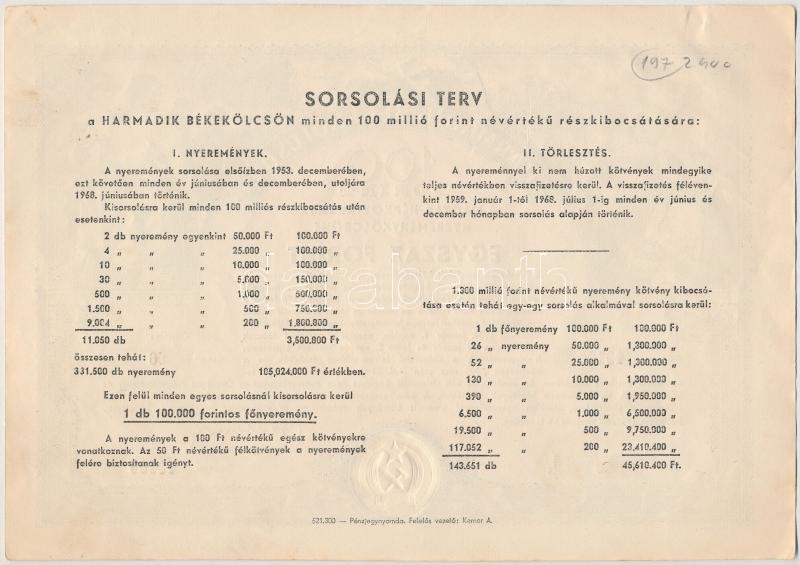 197 2400
SORSOLÁSI TERV
a HARMADIK BÉKEKÖLCSÖN minden 100 millió forint névértékű részkibocsátására:
I. NYEREMÉNYEK.
A nyeremények sorsolása elsőízben 1953. decemberében,
ezt követően minden év júniusában és decemberében, utoljára
1968. júniusában történik.
Kisorsolásra kerül minden 100 milliós részkibocsátás után
esetenkint:
2 db nyeremény egyenkint 50.000 Ft 100.000 Ft
4 „ „ „ 25.000 „ 100.000 „
10 „ „ „ 10.000 „ 100.000 „
30 „ „ „ 5.000 „ 150.000 „
500 „ „ „ 1.000 „ 500.000 „
1.500 „ „ „ 500 „ 750.000 „
9.004 „ „ „ 200 „ 1,800.800 „
11.050 db 3,500.800 Ft
összesen tehát:
331.500 db nyeremény 105,024.000 Ft értékben.
Ezen felül minden egyes sorsolásnál kisorsolásra kerül
1 db 100.000 forintos főnyeremény.
A nyeremények a 100 Ft névértékű egész kötvényekre
vonatkoznak. Az 50 Ft névértékű félkötvények a nyeremények
felére biztosítanak igényt.
II. TÖRLESZTÉS.
A nyereménnyel ki nem húzott kötvények mindegyike
teljes névértékben visszafizetésre kerül. A visszafizetés féléven-
kint 1959. január 1-től 1968. július 1-ig minden év június és
december hónapban sorsolás alapján történik.
1.300 millió forint névértékű nyeremény kötvény kibocsá-
tása esetén tehát egy-egy sorsolás alkalmával sorsolásra kerül:
1 db főnyeremény 100.000 Ft 100.000 Ft
26 „ nyeremény 50.000 „ 1,300.000 „
52 „ „ 25.000 „ 1,300.000 „
130 „ „ 10.000 „ 1,300.000 „
390 „ „ 5.000 „ 1,950.000 „
6.500 „ „ 1.000 „ 6,500.000 „
19.500 „ „ 500 „ 9,750.000 „
117.052 „ „ 200 „ 23,410.400 „
143.651 db 45,610.400 Ft.
darabanth
521.300 — Pénzjegynyomda. Felelős vezető: Komor A.